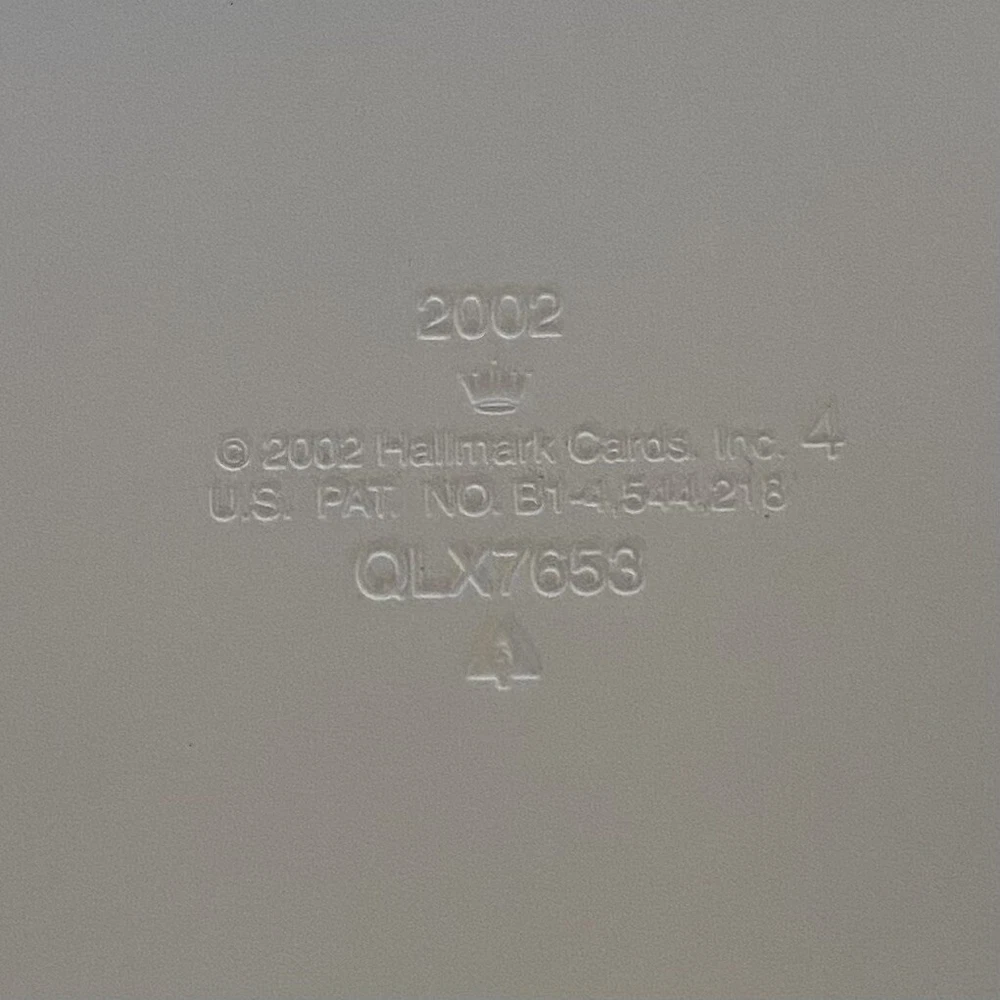 2002
© 2002 Hallmark Cards, Inc. 4
U.S. PAT. NO. B1-4,544,218
QLX7653